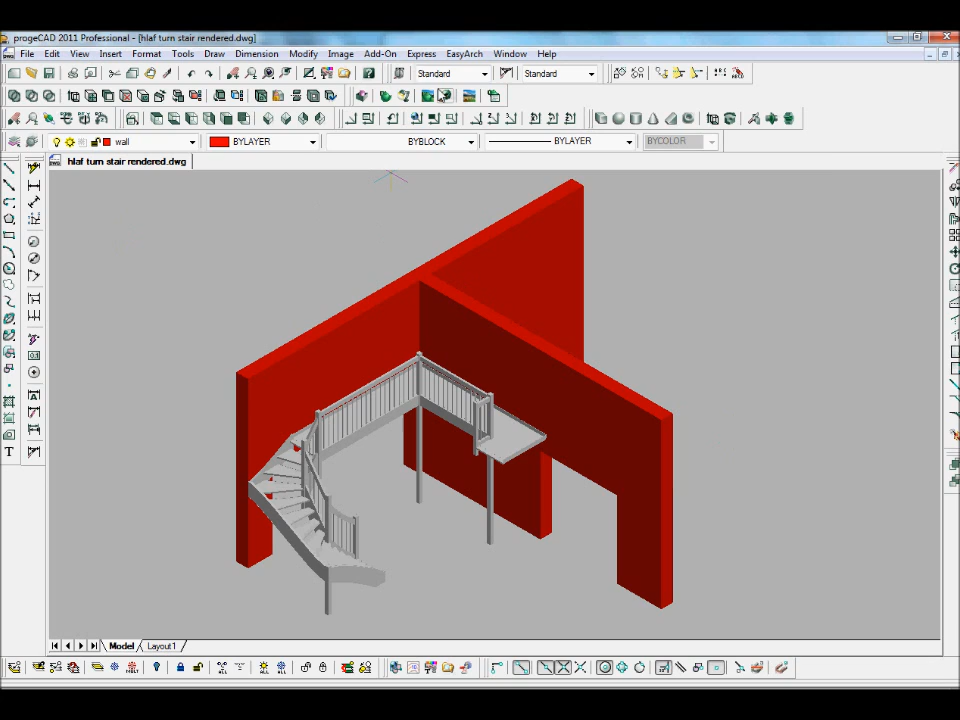 progeCAD 2011 Professional - [hlaf turn stair rendered.dwg]
File Edit View Insert Format Tools Draw Dimension Modify Image Add-On Express EasyArch Window Help
Standard Standard
wall BYLAYER BYBLOCK BYLAYER BYCOLOR
hlaf turn stair rendered.dwg
Model Layout1